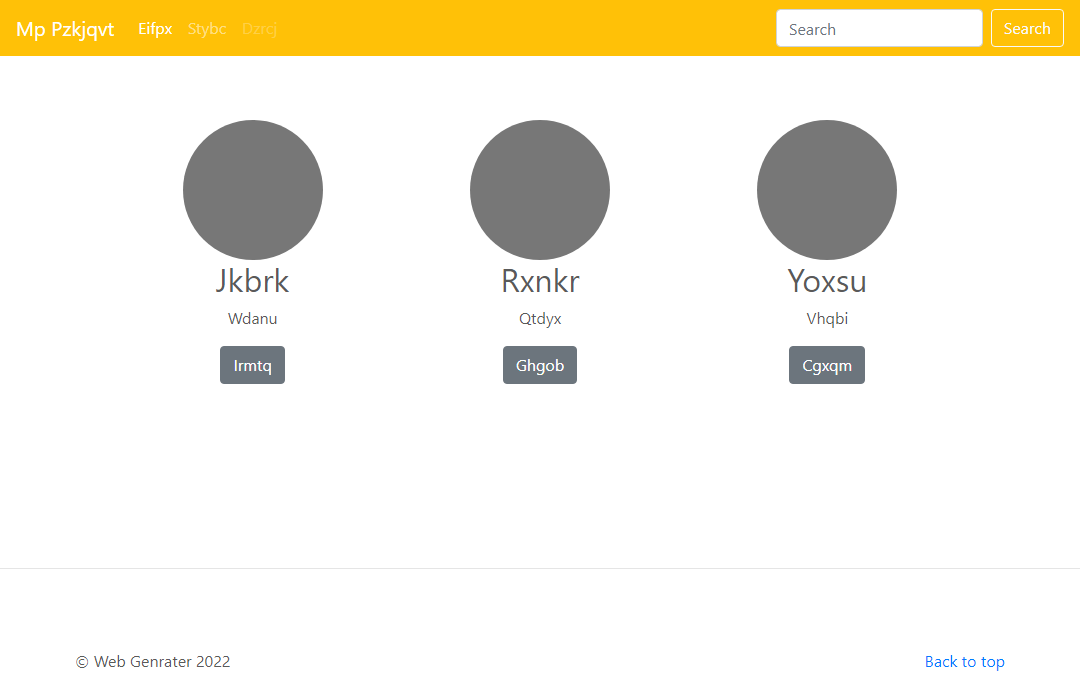 Mp Pzkjqvt Eifpx Stybc Dzrcj Search Search
Jkbrk Rxnkr Yoxsu
Wdanu Qtdyx Vhqbi
Irmtq Ghgob Cgxqm
© Web Genrater 2022 Back to top